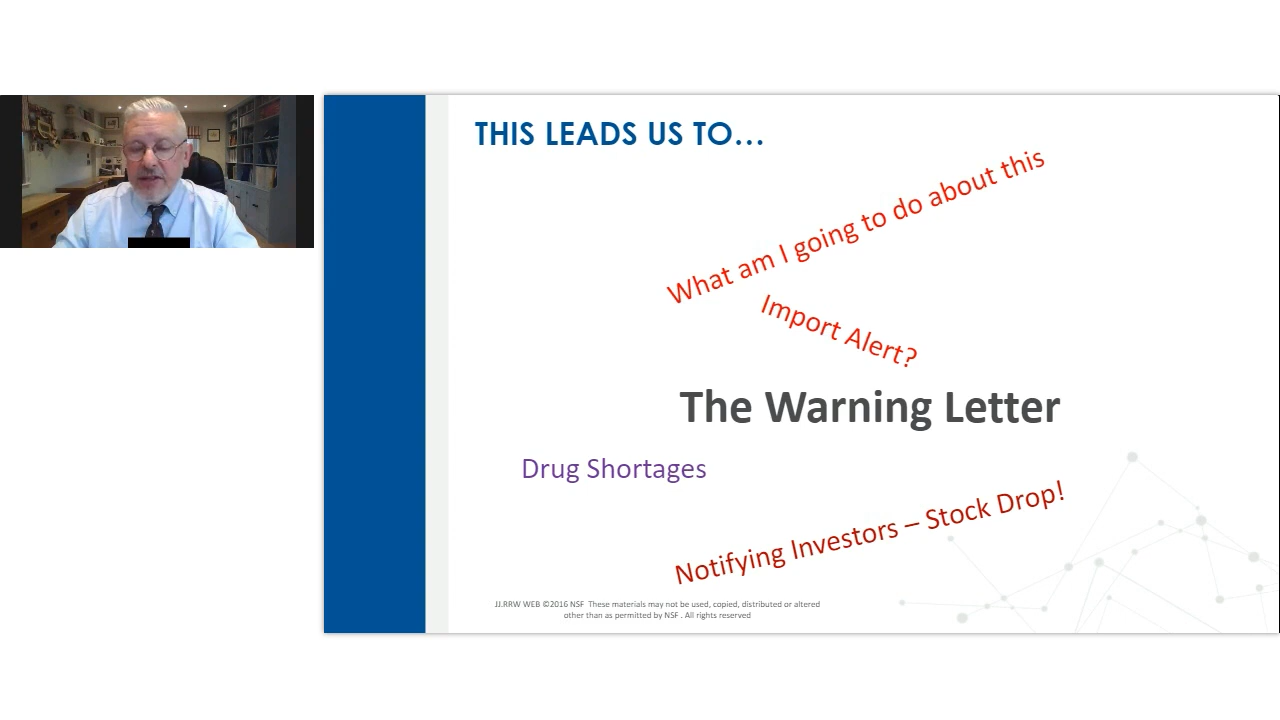 THIS LEADS US TO...
What am I going to do about this
Import Alert?
The Warning Letter
Drug Shortages
Notifying Investors – Stock Drop!
JJ.RRW WEB ©2016 NSF These materials may not be used, copied, distributed or altered
other than as permitted by NSF . All rights reserved